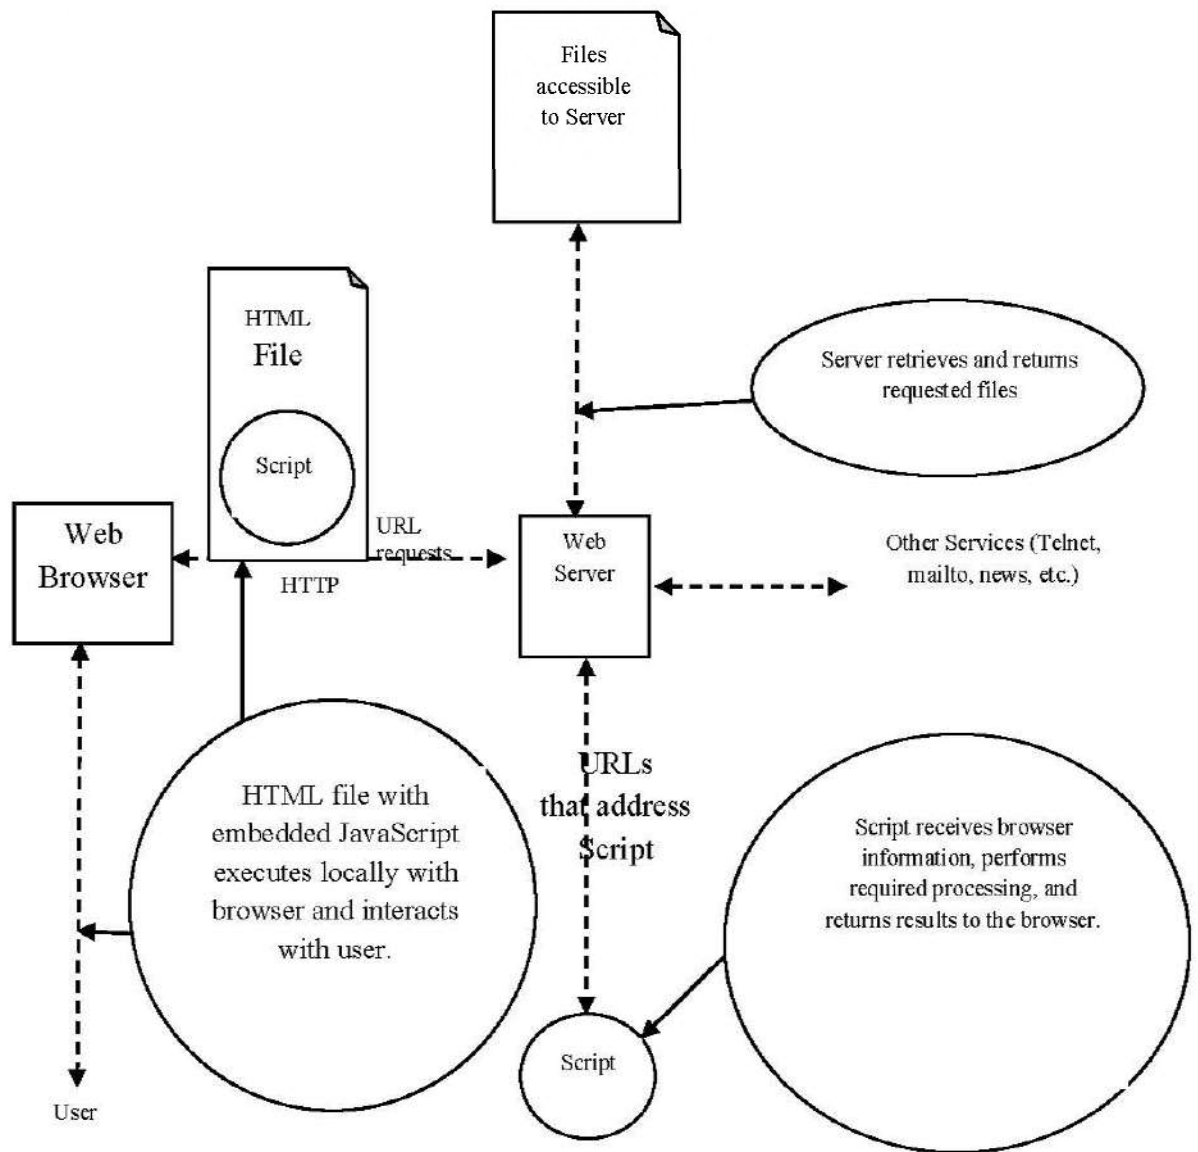 Files
accessible
to Server
HTML
File
Script
Server retrieves and returns
requested files
Web
Browser
URL
requests
HTTP
Web
Server
Other Services (Telnet,
mailto, news, etc.)
HTML file with
embedded JavaScript
executes locally with
browser and interacts
with user.
URLs
that address
Script
Script receives browser
information, performs
required processing, and
returns results to the browser.
Script
User